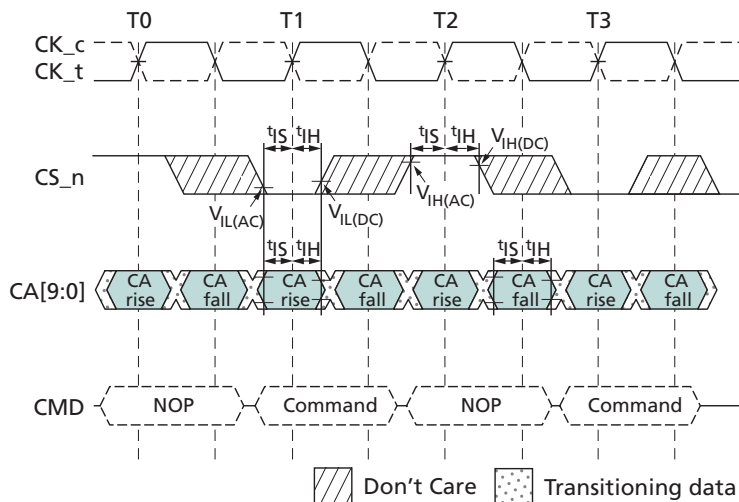 T0 T1 T2 T3
CK_c
CK_t
tIS tIH tIS tIH
VIH(DC)
CS_n
VIL(AC) VIL(DC) VIH(AC)
tIS tIH tIS tIH
CA[9:0] CA rise CA fall CA rise CA fall CA rise CA fall CA rise CA fall
CMD NOP Command NOP Command
Don't Care Transitioning data